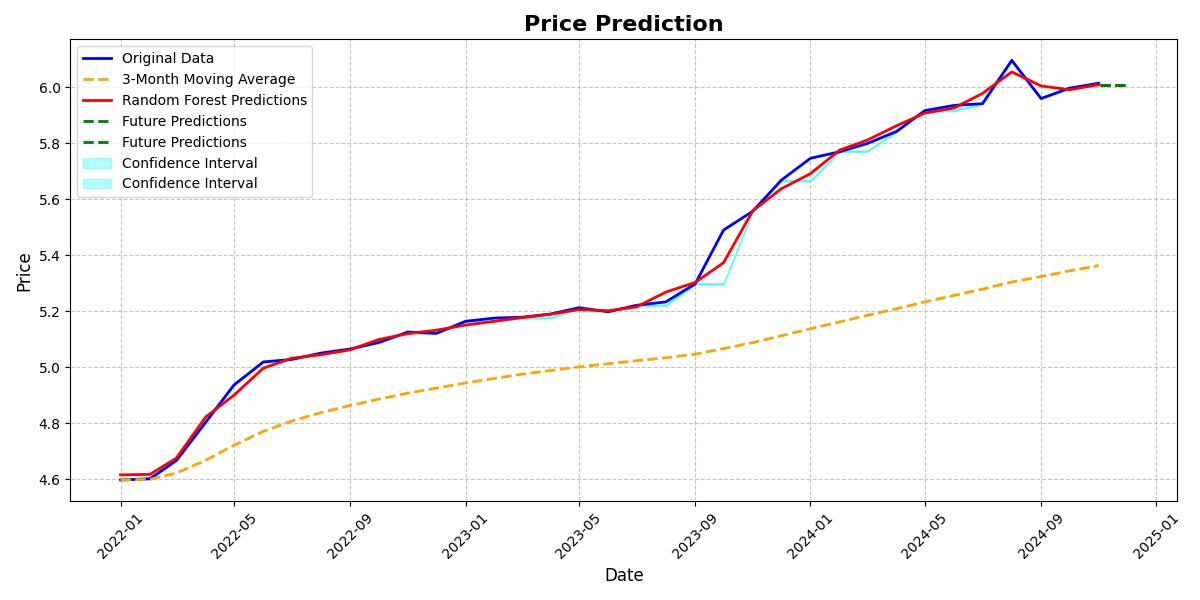 Price Prediction
Original Data
3-Month Moving Average
Random Forest Predictions
Future Predictions
Future Predictions
Confidence Interval
Confidence Interval
Price
6.0
5.8
5.6
5.4
5.2
5.0
4.8
4.6
2022-01
2022-05
2022-09
2023-01
2023-05
2023-09
2024-01
2024-05
2024-09
2025-01
Date